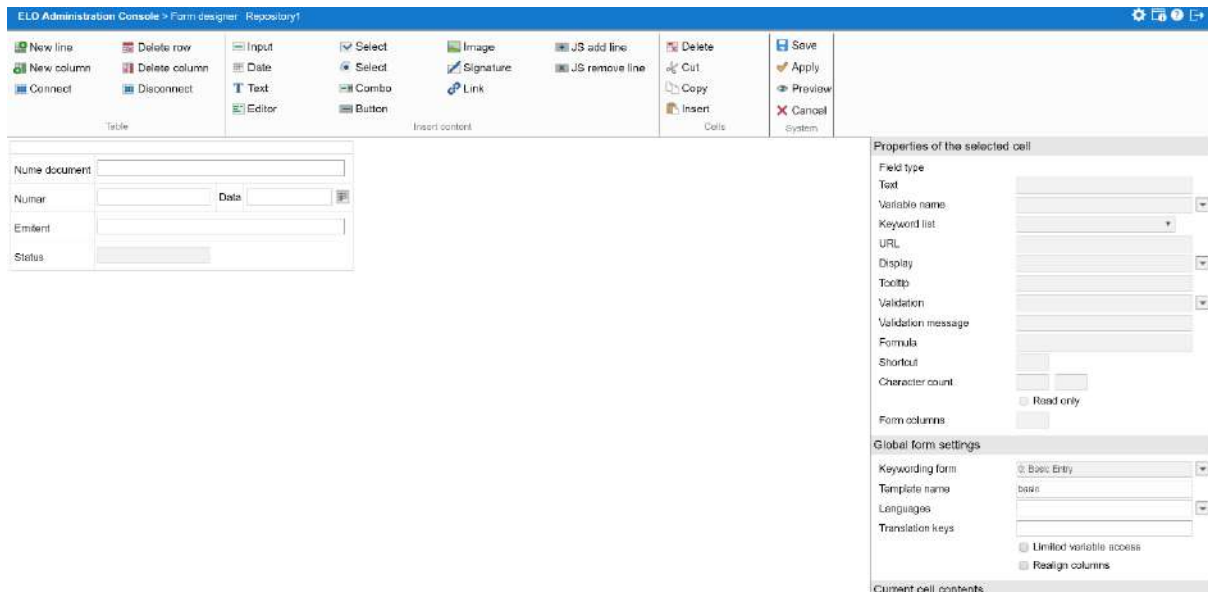 ELO Administration Console > Form designer Repository1
New line Delete row Input Select Image JS add line Delete Save
New column Delete column Date Select Signature JS remove line Cut Apply
Connect Disconnect Text Combo Link Copy Preview
Editor Button Insert Cancel
Table Insert content Cells System
Properties of the selected cell
Nume document
Numar Data
Emitent
Status
Field type
Text
Variable name
Keyword list
URL
Display
Tooltip
Validation
Validation message
Formula
Shortcut
Character count
Read only
Form columns
Global form settings
Keywording form 0: Basic Entry
Template name basic
Languages
Translation keys
Limited variable access
Realign columns
Current cell contents